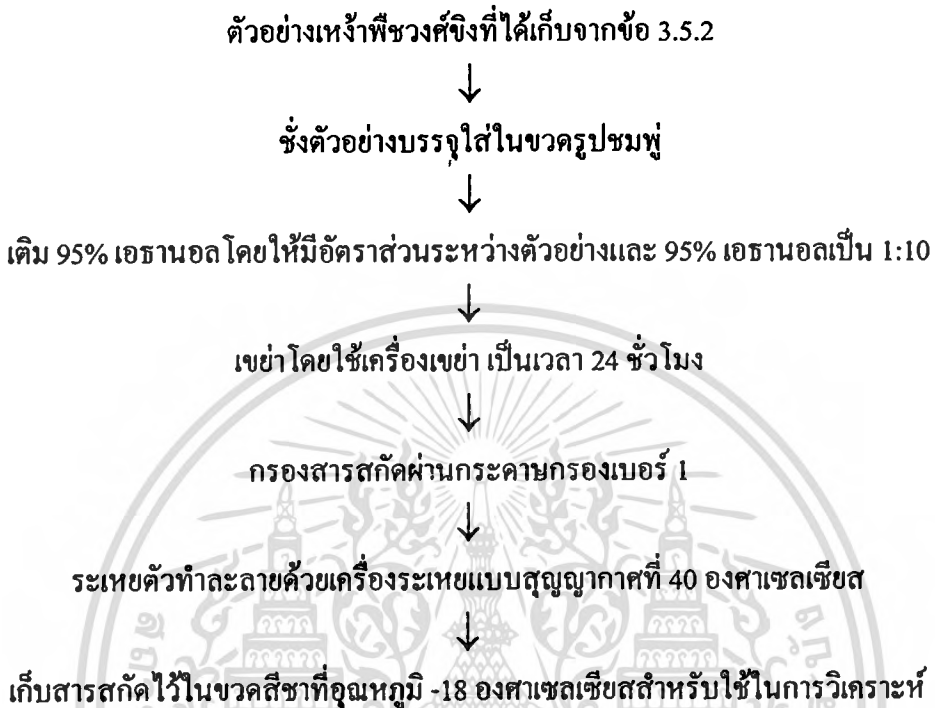 ตัวอย่างเหง้าพืชวงศ์ขิงที่ได้เก็บจากข้อ 3.5.2
↓
ชั่งตัวอย่างบรรจุใส่ในขวดรูปชมพู่
↓
เติม 95% เอธานอลโดยให้มีอัตราส่วนระหว่างตัวอย่างและ 95% เอธานอลเป็น 1:10
↓
เขย่าโดยใช้เครื่องเขย่า เป็นเวลา 24 ชั่วโมง
↓
กรองสารสกัดผ่านกระดาษกรองเบอร์ 1
↓
ระเหยตัวทำละลายด้วยเครื่องระเหยแบบสุญญากาศที่ 40 องศาเซลเซียส
↓
เก็บสารสกัดไว้ในขวดสีชาที่อุณหภูมิ -18 องศาเซลเซียสสำหรับใช้ในการวิเคราะห์